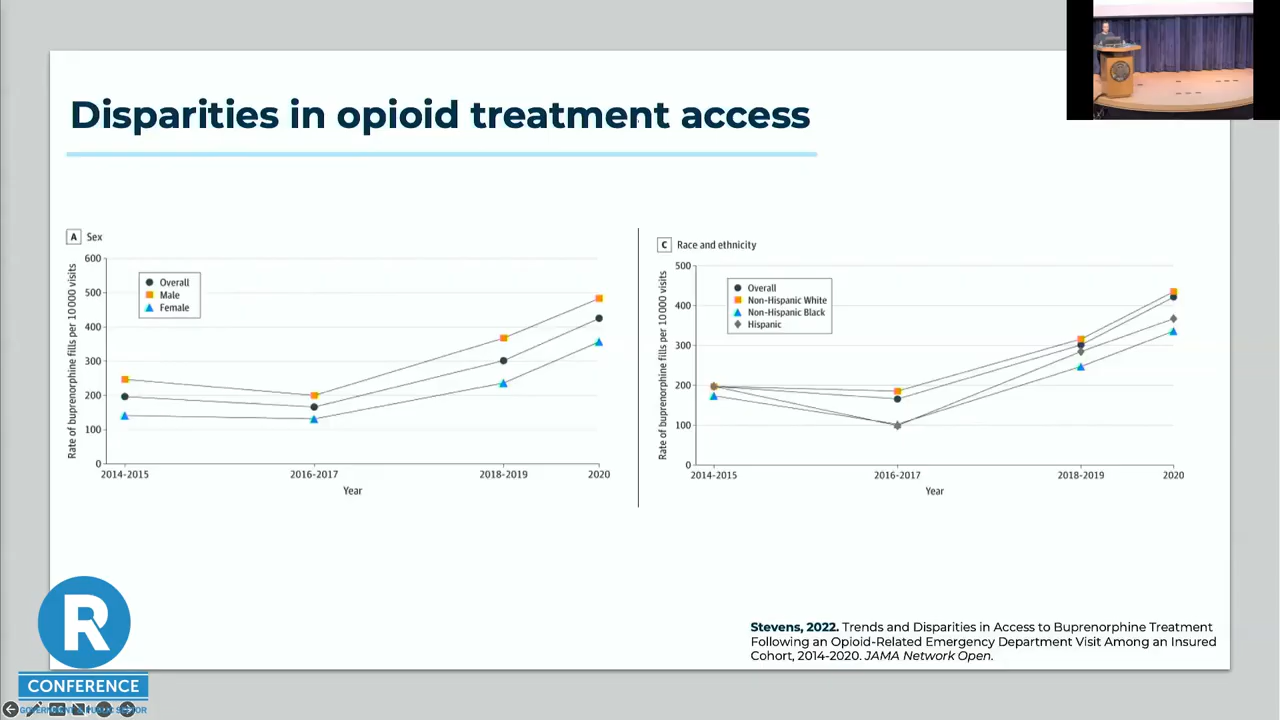 Disparities in opioid treatment access
A Sex
Rate of buprenorphine fills per 10 000 visits
600
500
400
300
200
100
0
Overall
Male
Female
2014-2015 2016-2017 2018-2019 2020
Year
C Race and ethnicity
Rate of buprenorphine fills per 10 000 visits
500
400
300
200
100
0
Overall
Non-Hispanic White
Non-Hispanic Black
Hispanic
2014-2015 2016-2017 2018-2019 2020
Year
Stevens, 2022. Trends and Disparities in Access to Buprenorphine Treatment
Following an Opioid-Related Emergency Department Visit Among an Insured
Cohort, 2014-2020. JAMA Network Open.
R
CONFERENCE